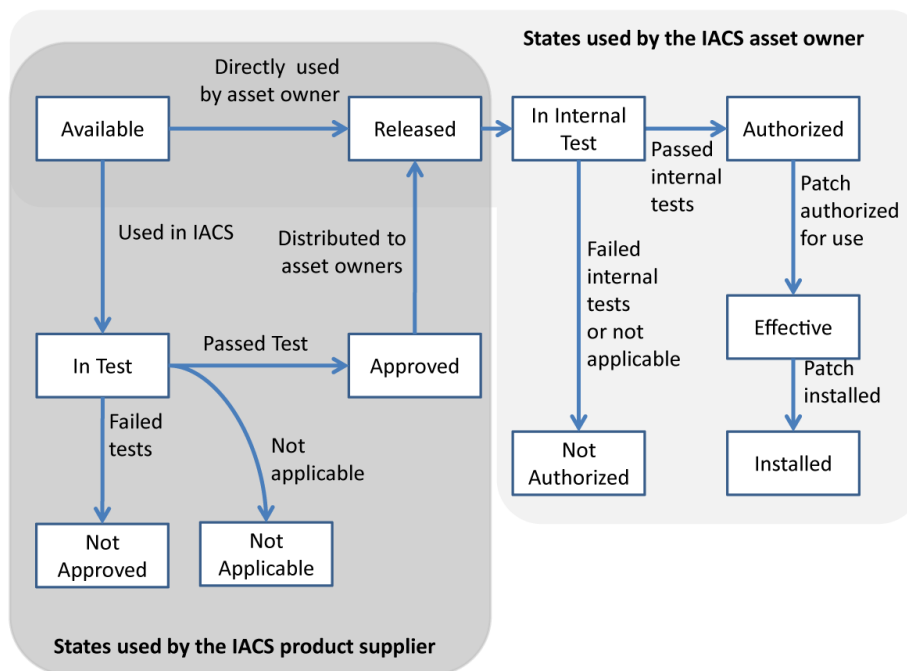 States used by the IACS asset owner
Directly used
by asset owner
Available
Released
In Internal
Test
Authorized
Passed
internal
tests
Patch
authorized
for use
Used in IACS
Distributed to
asset owners
Failed
internal
tests
or not
applicable
Effective
In Test
Passed Test
Approved
Patch
installed
Failed
tests
Not
applicable
Not
Authorized
Installed
Not
Approved
Not
Applicable
States used by the IACS product supplier